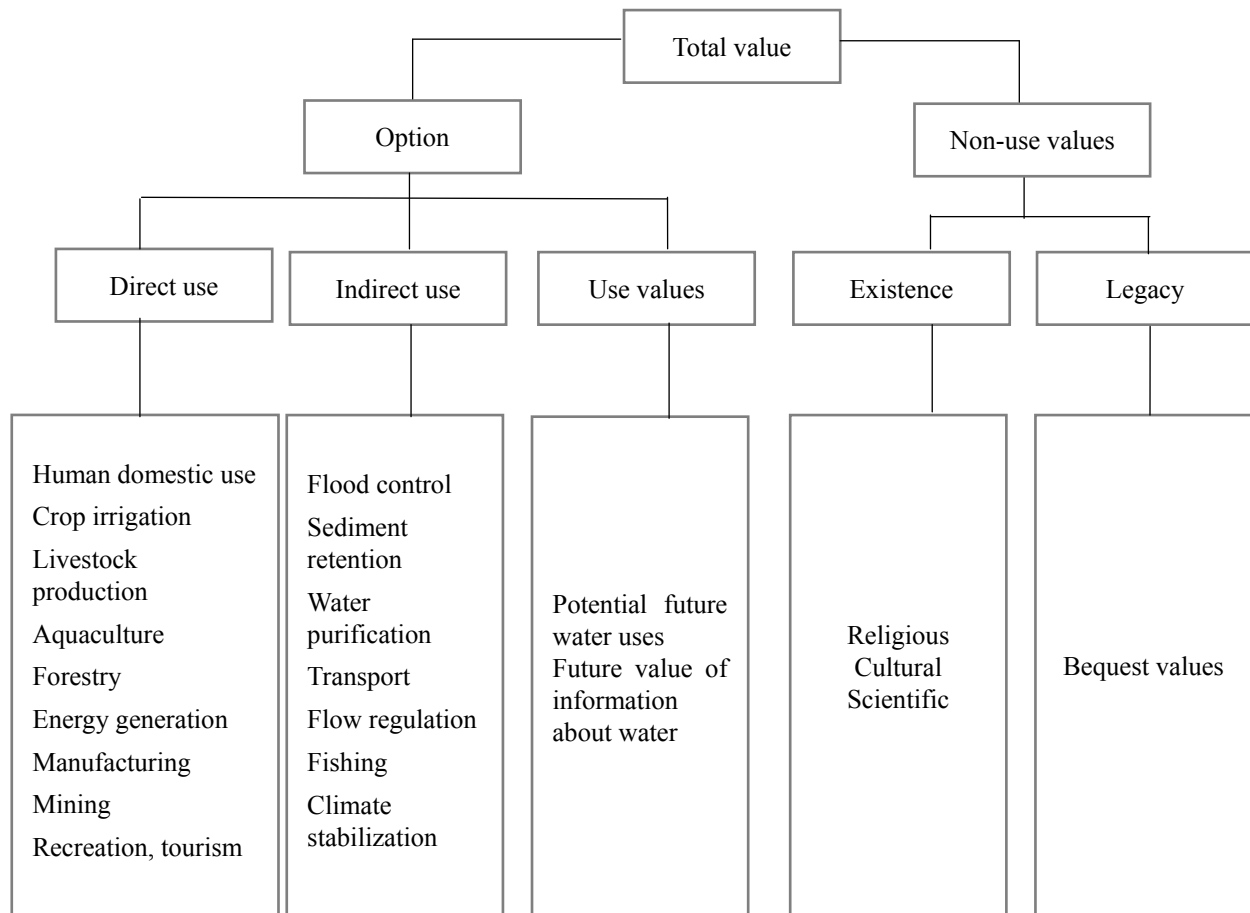 Total value
Option
Non-use values
Direct use
Indirect use
Use values
Existence
Legacy
Human domestic use
Crop irrigation
Livestock
production
Aquaculture
Forestry
Energy generation
Manufacturing
Mining
Recreation, tourism
Flood control
Sediment
retention
Water
purification
Transport
Flow regulation
Fishing
Climate
stabilization
Potential future
water uses
Future value of
information
about water
Religious
Cultural
Scientific
Bequest values